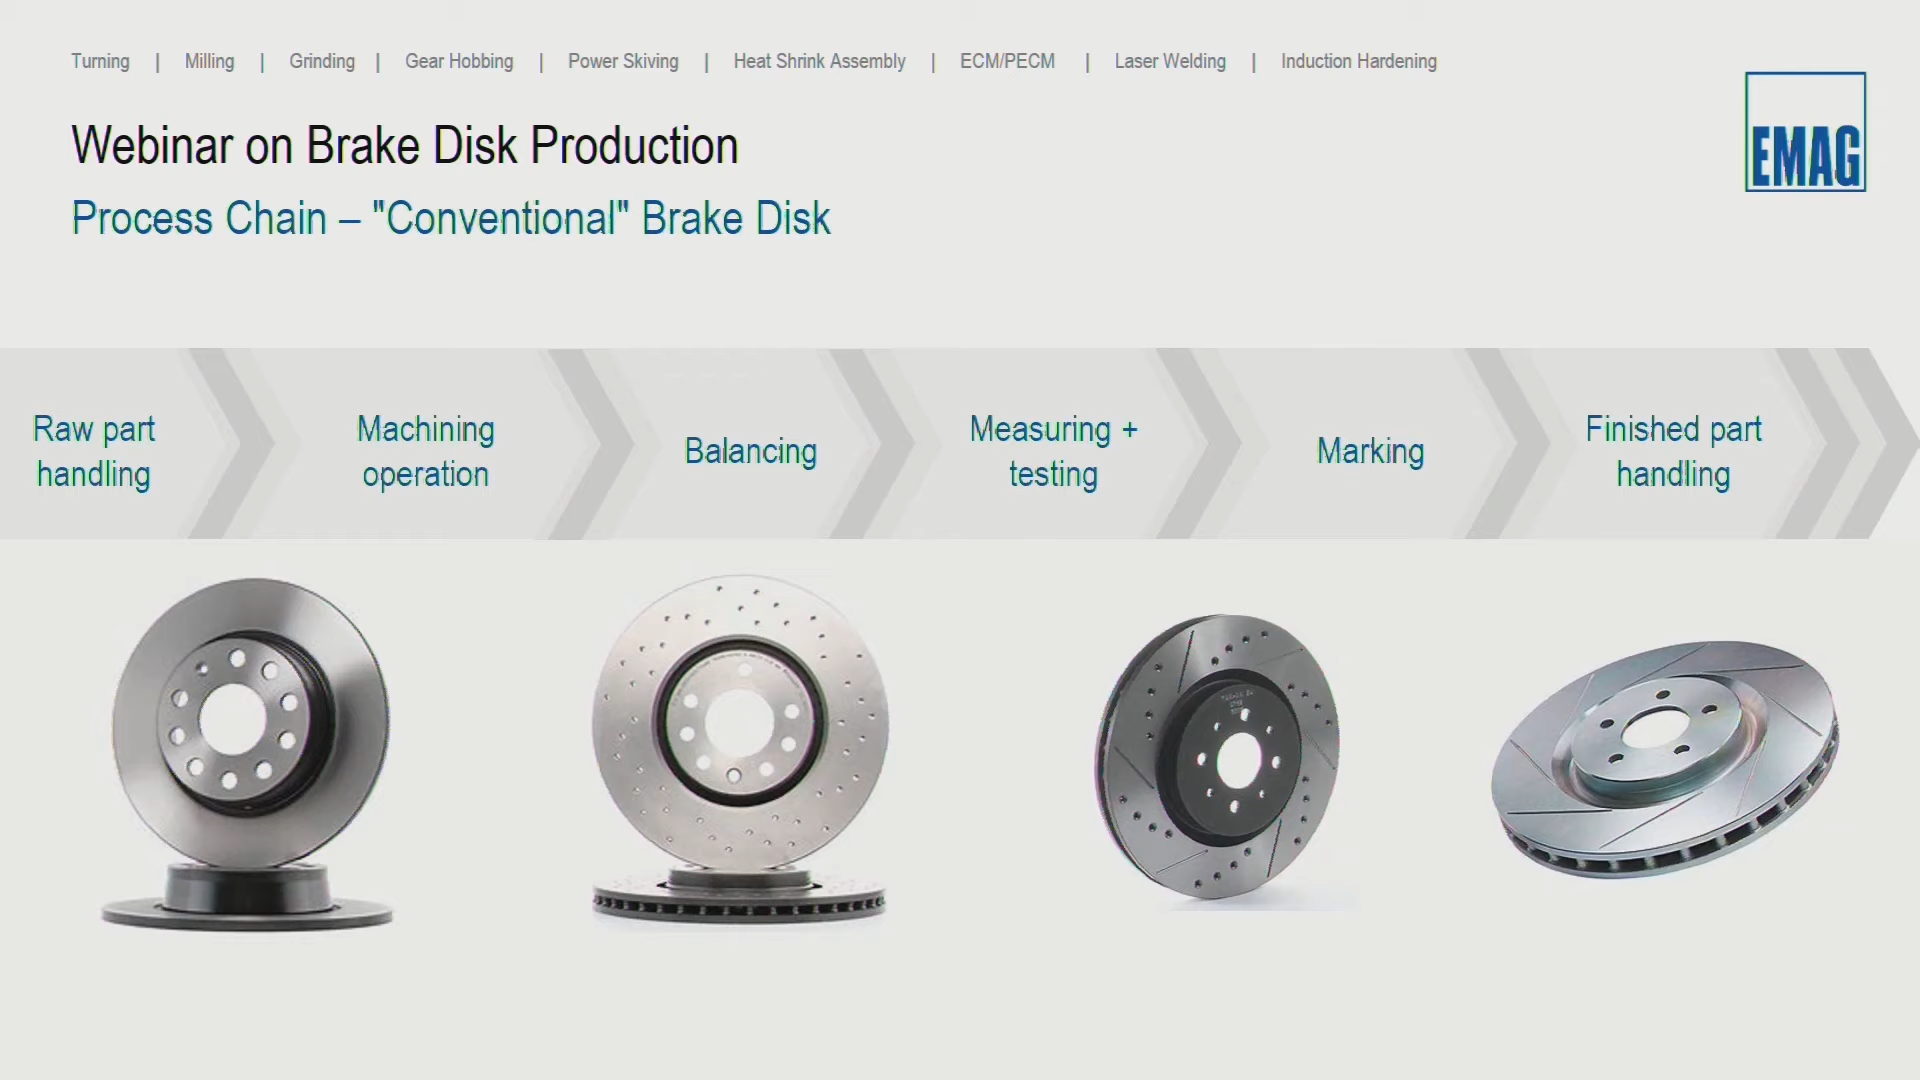 Turning | Milling | Grinding | Gear Hobbing | Power Skiving | Heat Shrink Assembly | ECM/PECM | Laser Welding | Induction Hardening
Webinar on Brake Disk Production
EMAG
Process Chain – "Conventional" Brake Disk
Raw part
handling
Machining
operation
Balancing
Measuring +
testing
Marking
Finished part
handling